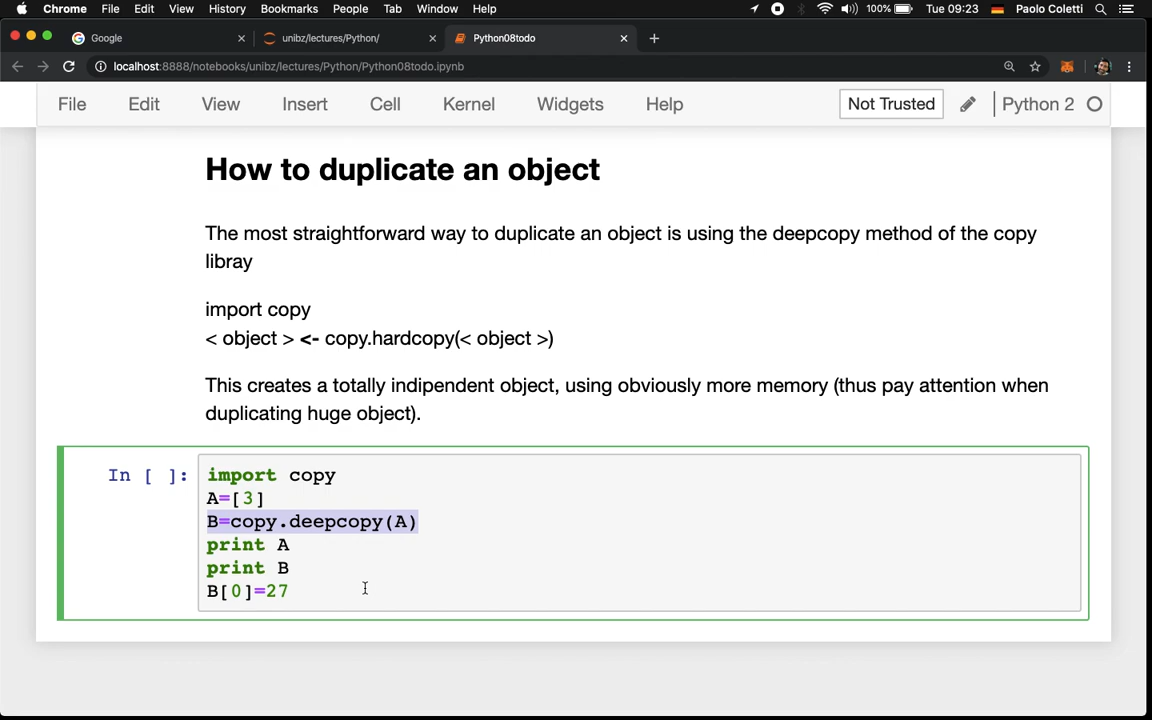 Chrome File Edit View History Bookmarks People Tab Window Help 100% Tue 09:23 Paolo Coletti
Google unibz/lectures/Python/ Python08todo
localhost:8888/notebooks/unibz/lectures/Python/Python08todo.ipynb
File Edit View Insert Cell Kernel Widgets Help Not Trusted Python 2
How to duplicate an object
The most straightforward way to duplicate an object is using the deepcopy method of the copy
libray
import copy
< object > <- copy.hardcopy(< object >)
This creates a totally indipendent object, using obviously more memory (thus pay attention when
duplicating huge object).
In [ ]: import copy
A=[3]
B=copy.deepcopy(A)
print A
print B
B[0]=27